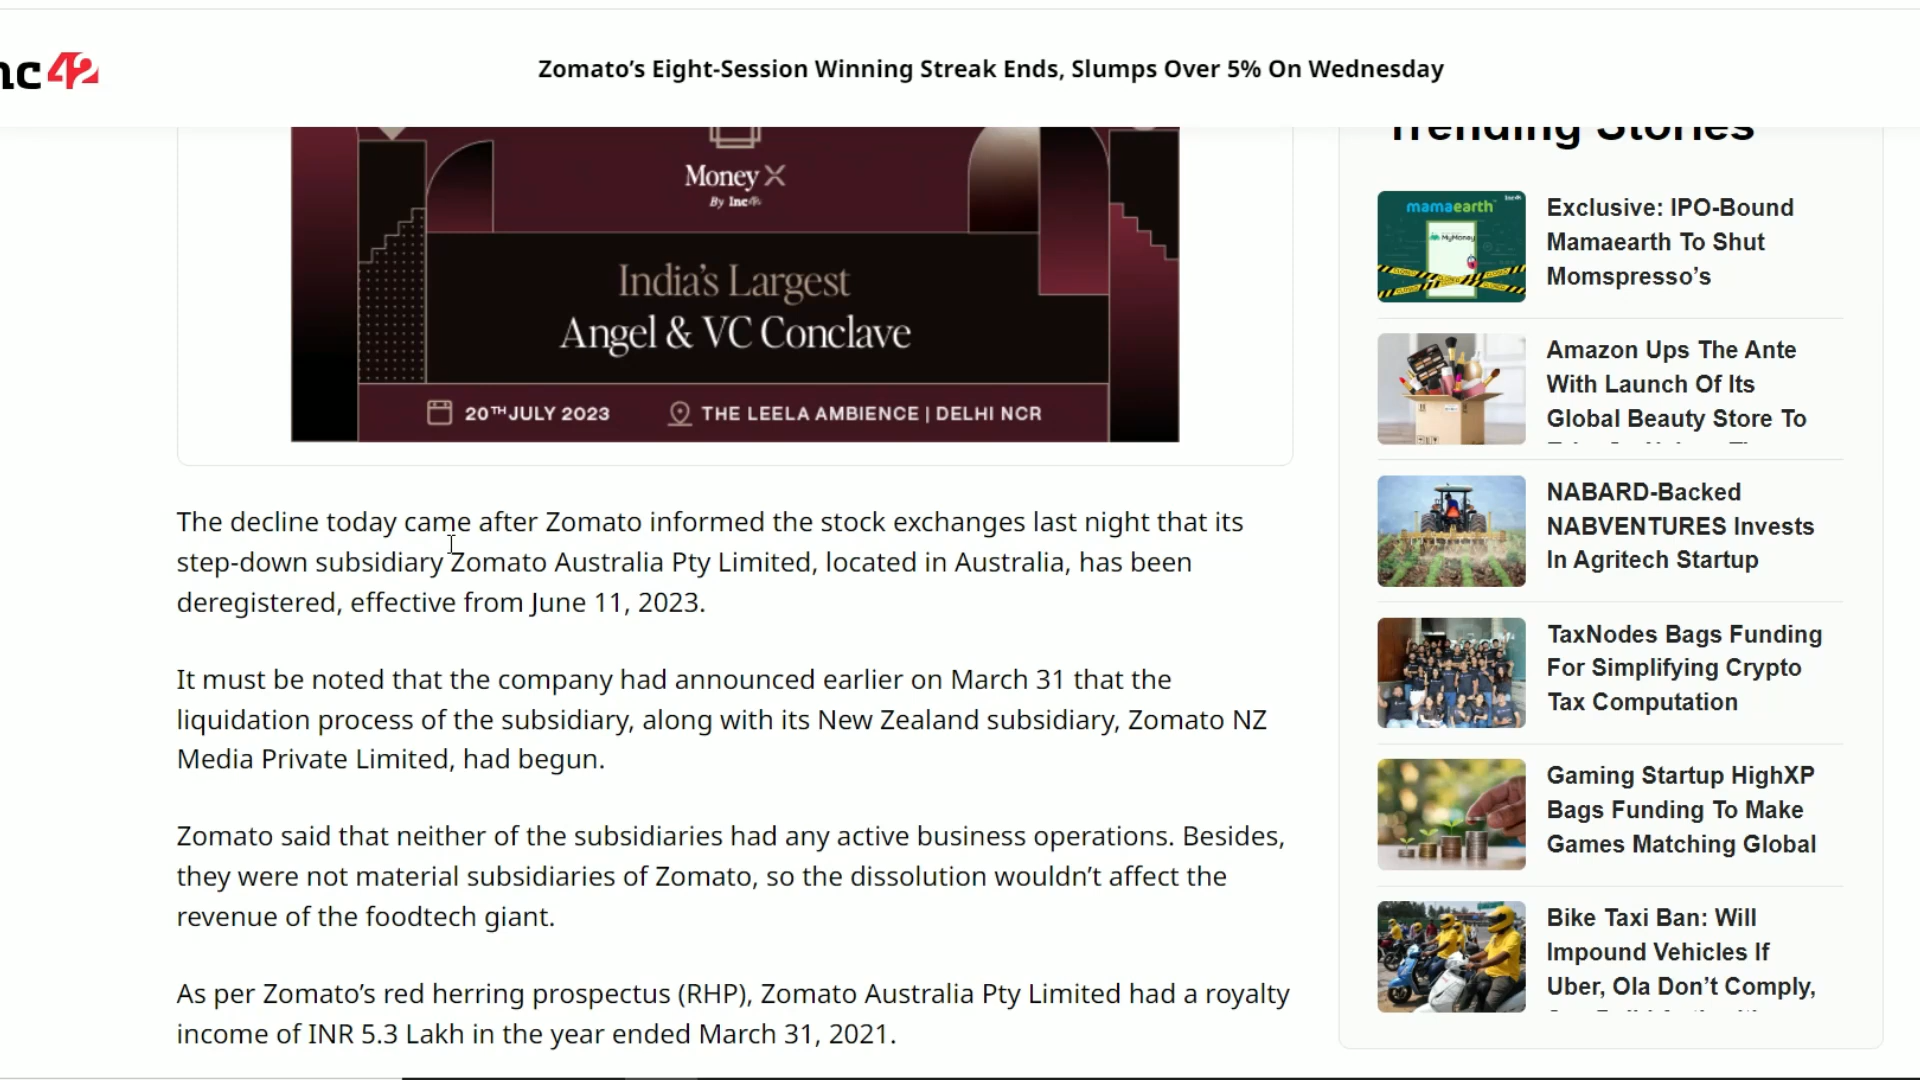 nc42
Zomato’s Eight-Session Winning Streak Ends, Slumps Over 5% On Wednesday
Money X
By Inc42
India’s Largest
Angel & VC Conclave
20TH JULY 2023
THE LEELA AMBIENCE | DELHI NCR
The decline today came after Zomato informed the stock exchanges last night that its
step-down subsidiary Zomato Australia Pty Limited, located in Australia, has been
deregistered, effective from June 11, 2023.
It must be noted that the company had announced earlier on March 31 that the
liquidation process of the subsidiary, along with its New Zealand subsidiary, Zomato NZ
Media Private Limited, had begun.
Zomato said that neither of the subsidiaries had any active business operations. Besides,
they were not material subsidiaries of Zomato, so the dissolution wouldn’t affect the
revenue of the foodtech giant.
As per Zomato’s red herring prospectus (RHP), Zomato Australia Pty Limited had a royalty
income of INR 5.3 Lakh in the year ended March 31, 2021.
Trending Stories
mamaearth
Inc42
MyMoney
Exclusive: IPO-Bound
Mamaearth To Shut
Momspresso’s
Amazon Ups The Ante
With Launch Of Its
Global Beauty Store To
NABARD-Backed
NABVENTURES Invests
In Agritech Startup
TaxNodes Bags Funding
For Simplifying Crypto
Tax Computation
Gaming Startup HighXP
Bags Funding To Make
Games Matching Global
Bike Taxi Ban: Will
Impound Vehicles If
Uber, Ola Don’t Comply,